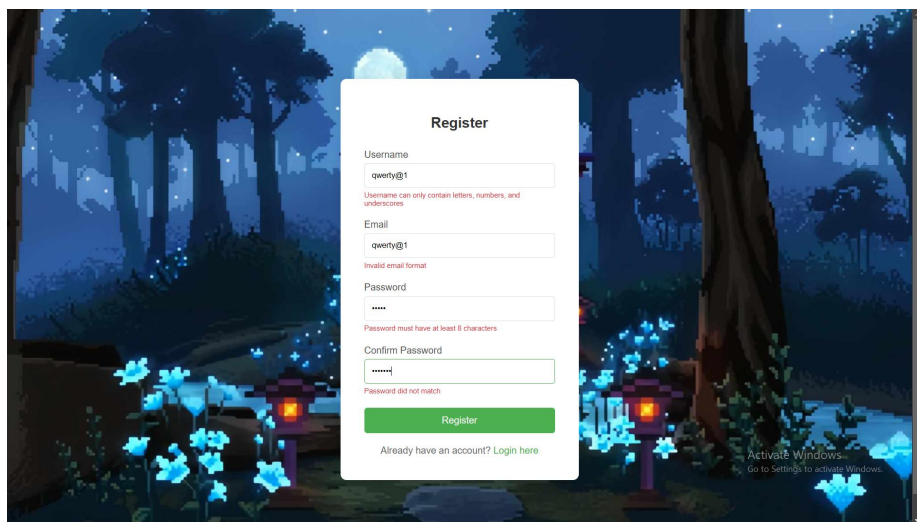 Register
Username
qwerty@1
Username can only contain letters, numbers, and
underscores
Email
qwerty@1
Invalid email format
Password
•••••
Password must have at least 8 characters
Confirm Password
•••••••
Password did not match
Register
Already have an account? Login here
Activate Windows
Go to Settings to activate Windows.